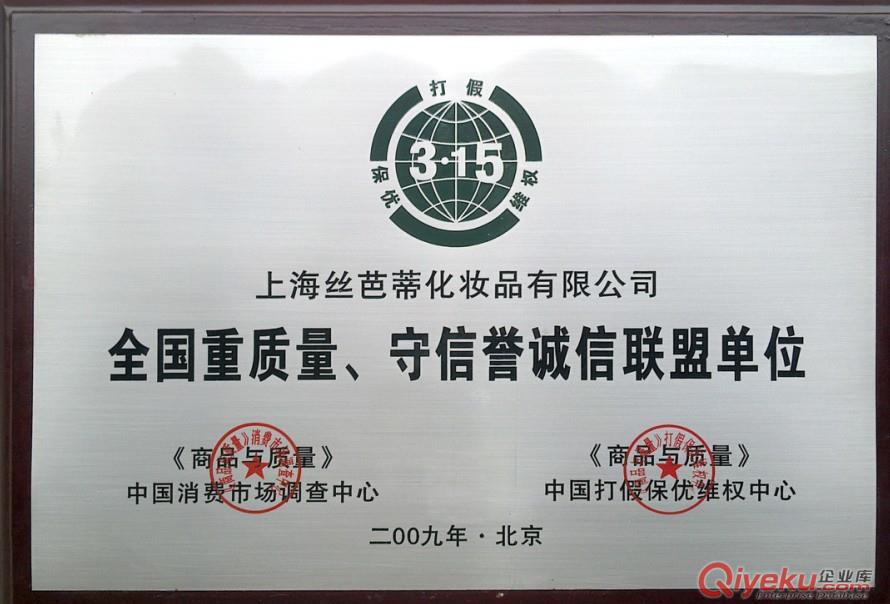 打假
3·15
保优
维权
上海丝芭蒂化妆品有限公司
全国重质量、守信誉诚信联盟单位
《商品与质量》
中国消费市场调查中心
《商品与质量》
中国打假保优维权中心
二00九年·北京
Qiyeku.com 企业库
Enterprise Database